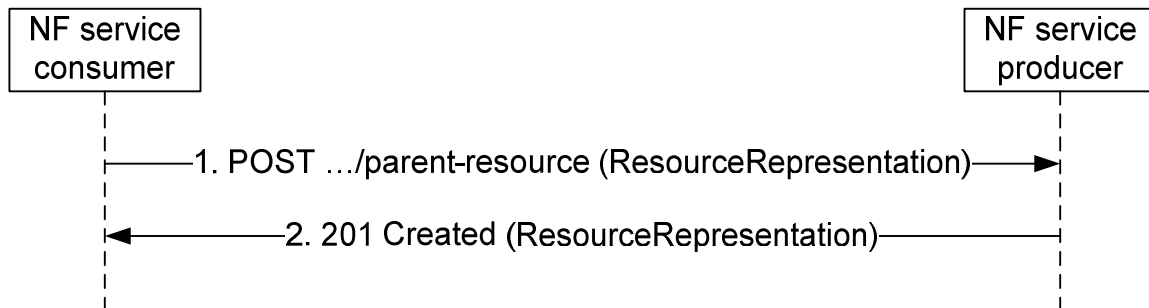 NF service
consumer
NF service
producer
1. POST …/parent-resource (ResourceRepresentation)
2. 201 Created (ResourceRepresentation)